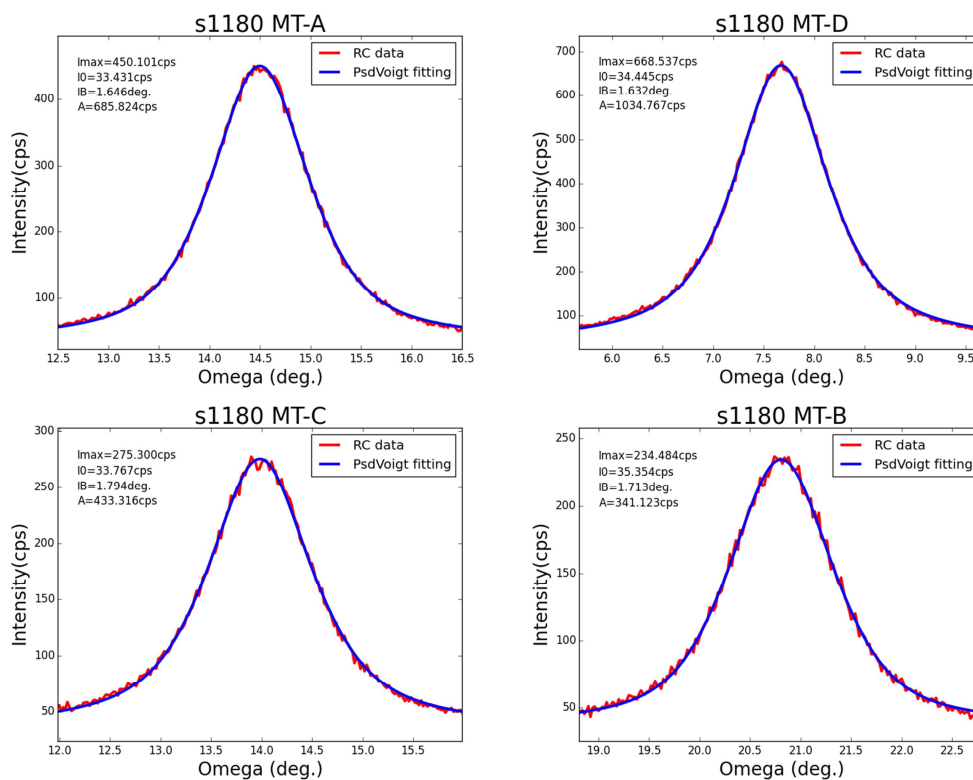 s1180 MT-A
Imax=450.101cps
I0=33.431cps
IB=1.646deg.
A=685.824cps
RC data
PsdVoigt fitting
Intensity(cps)
400
300
200
100
12.5 13.0 13.5 14.0 14.5 15.0 15.5 16.0 16.5
Omega (deg.)
s1180 MT-D
Imax=668.537cps
I0=34.445cps
IB=1.632deg.
A=1034.767cps
RC data
PsdVoigt fitting
Intensity(cps)
700
600
500
400
300
200
100
6.0 6.5 7.0 7.5 8.0 8.5 9.0 9.5
Omega (deg.)
s1180 MT-C
Imax=275.300cps
I0=33.767cps
IB=1.794deg.
A=433.316cps
RC data
PsdVoigt fitting
Intensity(cps)
300
250
200
150
100
50
12.0 12.5 13.0 13.5 14.0 14.5 15.0 15.5
Omega (deg.)
s1180 MT-B
Imax=234.484cps
I0=35.354cps
IB=1.713deg.
A=341.123cps
RC data
PsdVoigt fitting
Intensity(cps)
250
200
150
100
50
19.0 19.5 20.0 20.5 21.0 21.5 22.0 22.5
Omega (deg.)